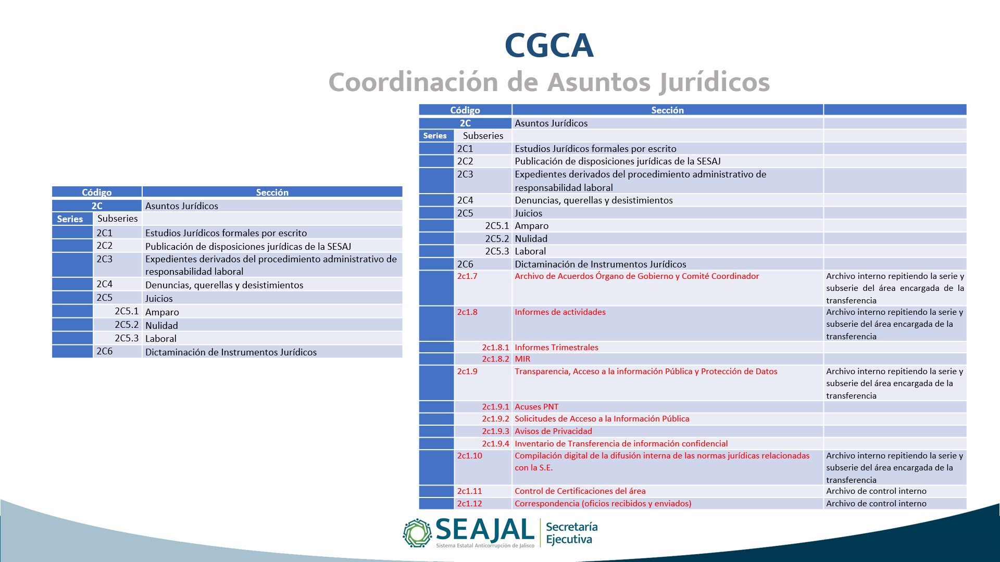 CGCA
Coordinación de Asuntos Jurídicos
Código Sección
2C Asuntos Jurídicos
Series Subseries
2C1 Estudios Jurídicos formales por escrito
2C2 Publicación de disposiciones jurídicas de la SESAJ
2C3 Expedientes derivados del procedimiento administrativo de
responsabilidad laboral
2C4 Denuncias, querellas y desistimientos
2C5 Juicios
2C5.1 Amparo
2C5.2 Nulidad
2C5.3 Laboral
2C6 Dictaminación de Instrumentos Jurídicos
Código Sección
2C Asuntos Jurídicos
Series Subseries
2C1 Estudios Jurídicos formales por escrito
2C2 Publicación de disposiciones jurídicas de la SESAJ
2C3 Expedientes derivados del procedimiento administrativo de
responsabilidad laboral
2C4 Denuncias, querellas y desistimientos
2C5 Juicios
2C5.1 Amparo
2C5.2 Nulidad
2C5.3 Laboral
2C6 Dictaminación de Instrumentos Jurídicos
2c1.7 Archivo de Acuerdos Órgano de Gobierno y Comité Coordinador Archivo interno repitiendo la serie y
subserie del área encargada de la
transferencia
2c1.8 Informes de actividades Archivo interno repitiendo la serie y
subserie del área encargada de la
transferencia
2c1.8.1 Informes Trimestrales
2c1.8.2 MIR
2c1.9 Transparencia, Acceso a la información Pública y Protección de Datos Archivo interno repitiendo la serie y
subserie del área encargada de la
transferencia
2c1.9.1 Acuses PNT
2c1.9.2 Solicitudes de Acceso a la Información Pública
2c1.9.3 Avisos de Privacidad
2c1.9.4 Inventario de Transferencia de información confidencial
2c1.10 Compilación digital de la difusión interna de las normas jurídicas relacionadas Archivo interno repitiendo la serie y
con la S.E. subserie del área encargada de la
transferencia
2c1.11 Control de Certificaciones del área Archivo de control interno
2c1.12 Correspondencia (oficios recibidos y enviados) Archivo de control interno
SEAJAL
Sistema Estatal Anticorrupción de Jalisco
Secretaría
Ejecutiva